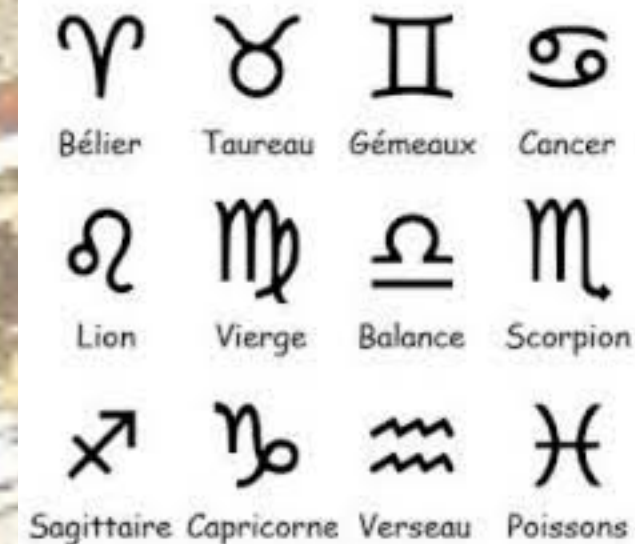 Bélier Taureau Gémeaux Cancer
Lion Vierge Balance Scorpion
Sagittaire Capricorne Verseau Poissons